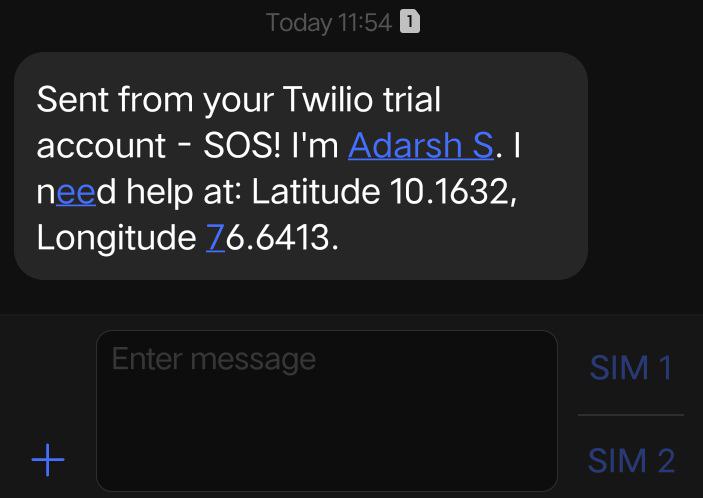 Today 11:54 1
Sent from your Twilio trial
account - SOS! I'm Adarsh S. I
need help at: Latitude 10.1632,
Longitude 76.6413.
Enter message
SIM 1
SIM 2